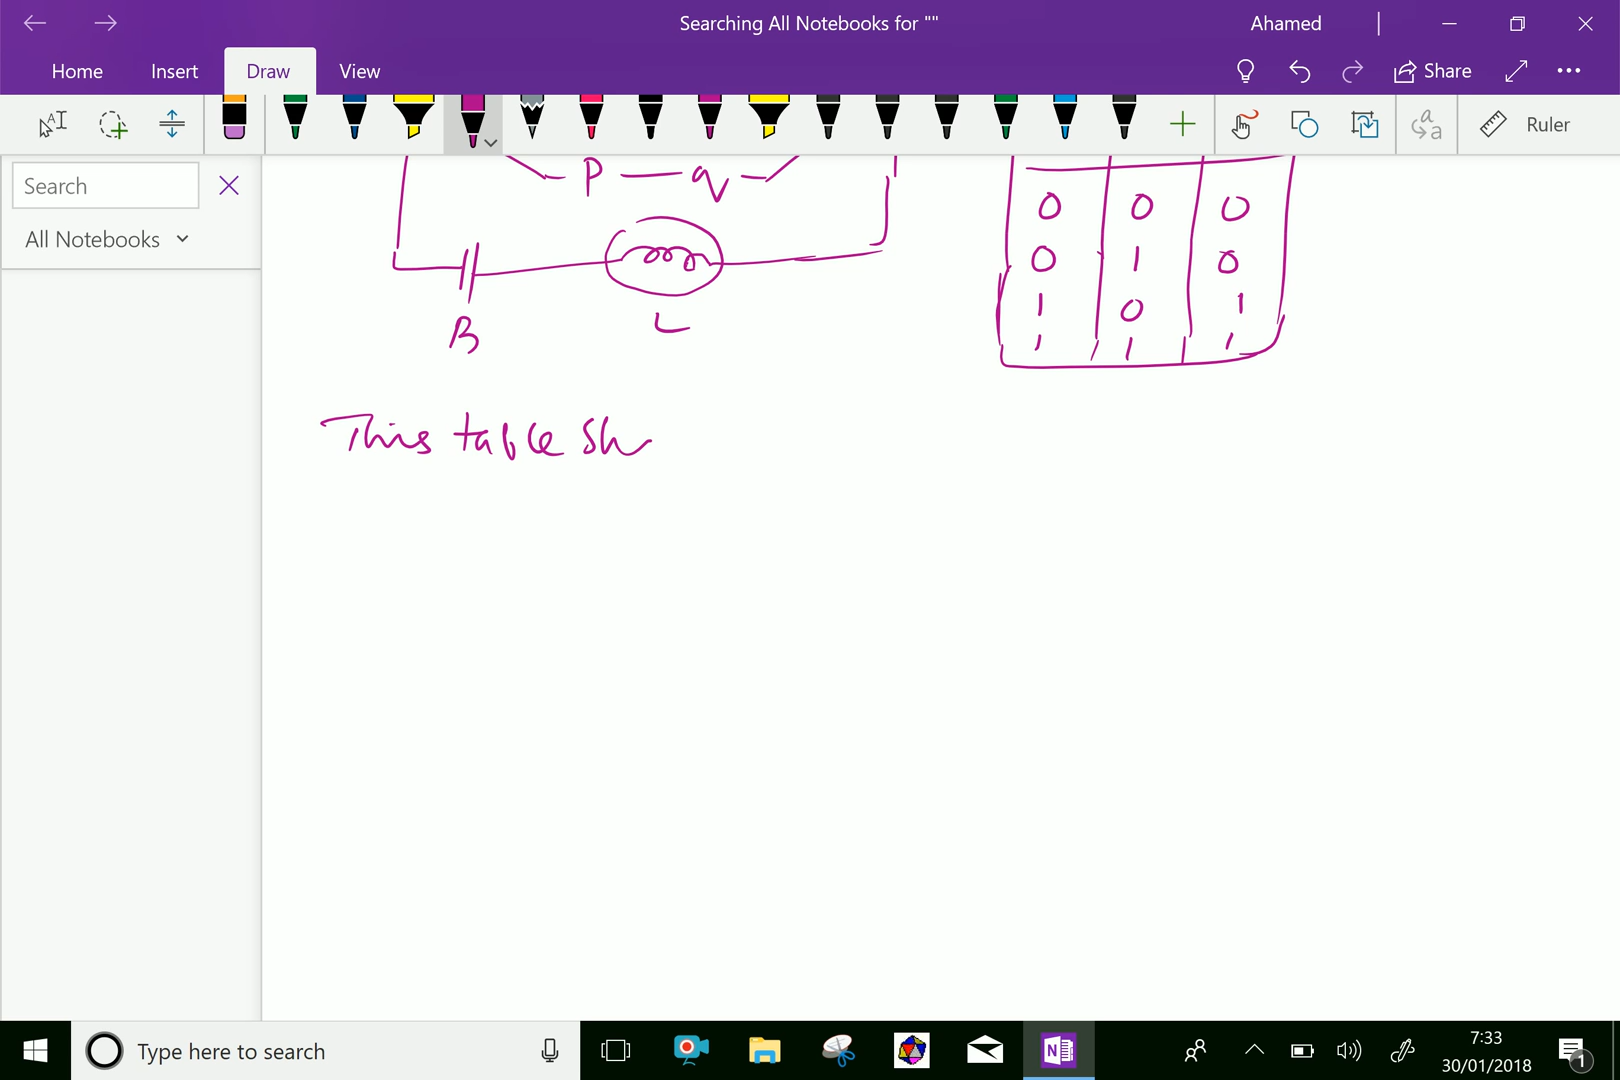 Searching All Notebooks for ""
Ahamed
Home Insert Draw View
Share
Ruler
Search
All Notebooks
P q
B
L
0 0 0
0 1 0
1 0 1
1 1 1
This table Sh
Type here to search
N
7:33
30/01/2018
1